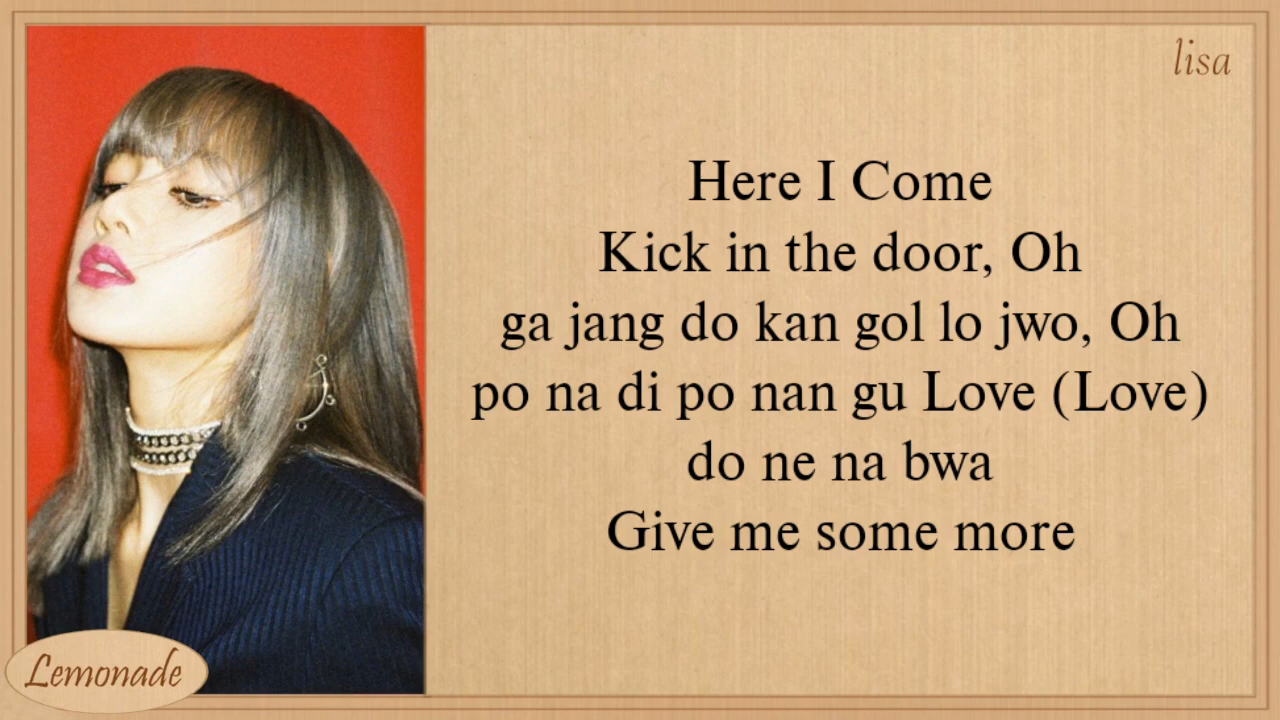 lisa
Here I Come
Kick in the door, Oh
ga jang do kan gol lo jwo, Oh
po na di po nan gu Love (Love)
do ne na bwa
Give me some more
Lemonade